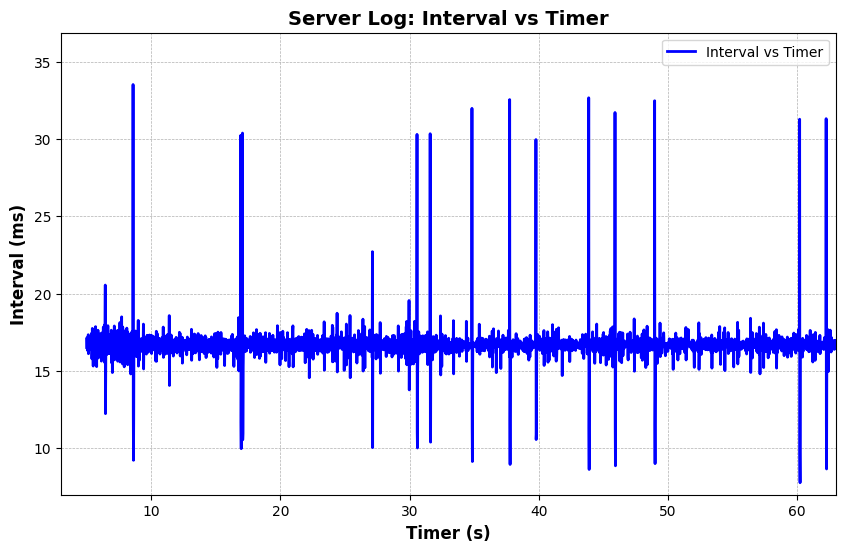 Server Log: Interval vs Timer
Interval vs Timer
35
30
25
20
15
10
Interval (ms)
10 20 30 40 50 60
Timer (s)